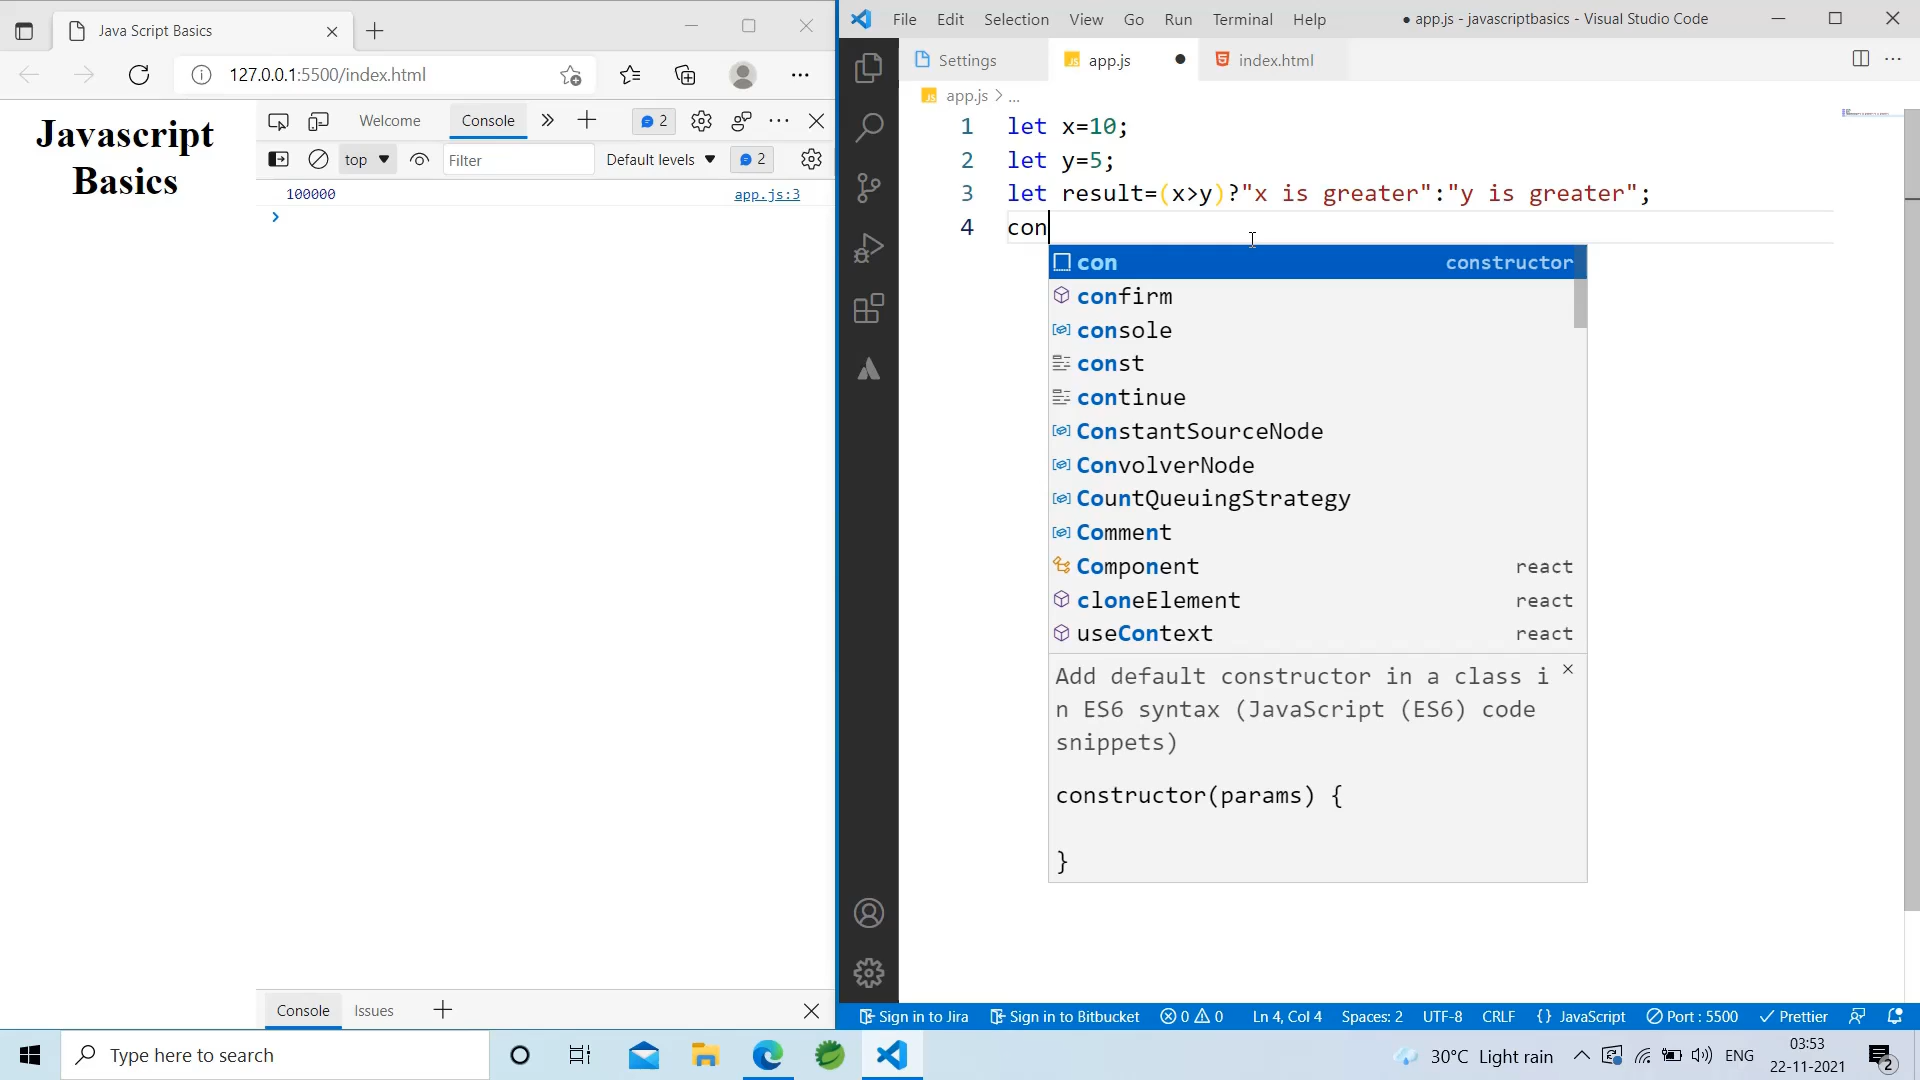 Java Script Basics
127.0.0.1:5500/index.html
Javascript
Basics
Welcome
Console
2
top
Filter
Default levels
2
100000
app.js:3
Console
Issues
File Edit Selection View Go Run Terminal Help
● app.js - javascriptbasics - Visual Studio Code
Settings
app.js
index.html
app.js > ...
1 let x=10;
2 let y=5;
3 let result=(x>y)?"x is greater":"y is greater";
4 con
con constructor
confirm
console
const
continue
ConstantSourceNode
ConvolverNode
CountQueuingStrategy
Comment
Component react
cloneElement react
useContext react
Add default constructor in a class i
n ES6 syntax (JavaScript (ES6) code
snippets)
constructor(params) {
}
Sign in to Jira Sign in to Bitbucket 0 0 Ln 4, Col 4 Spaces: 2 UTF-8 CRLF {} JavaScript Port : 5500 Prettier
Type here to search
30°C Light rain
ENG
03:53
22-11-2021
2